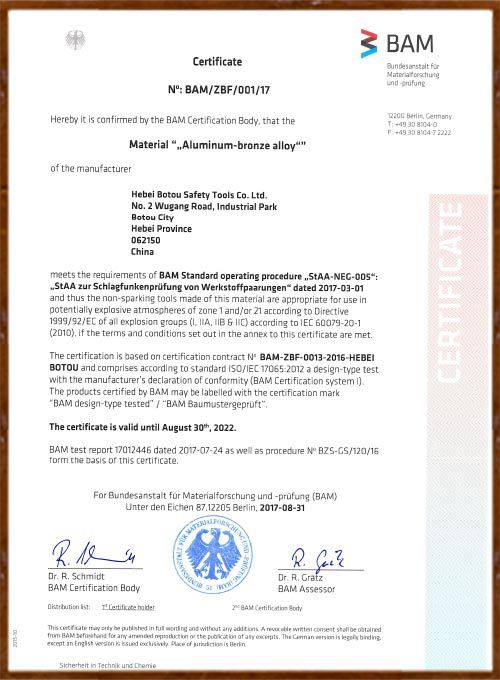 BAM
Bundesanstalt für
Materialforschung
und -prüfung
Certificate
Nº: BAM/ZBF/001/17
12200 Berlin, Germany
T: +49 30 8104-0
F: +49 30 8104-7 2222
Hereby it is confirmed by the BAM Certification Body, that the
Material “„Aluminum-bronze alloy“”
of the manufacturer
Hebei Botou Safety Tools Co. Ltd.
No. 2 Wugang Road, Industrial Park
Botou City
Hebei Province
062150
China
CERTIFICATE
meets the requirements of BAM Standard operating procedure „StAA-NEG-005“:
„StAA zur Schlagfunkenprüfung von Werkstoffpaarungen“ dated 2017-03-01
and thus the non-sparking tools made of this material are appropriate for use in
potentially explosive atmospheres of zone 1 and/or 21 according to Directive
1999/92/EC of all explosion groups (I, IIA, IIB & IIC) according to IEC 60079-20-1
(2010), if the terms and conditions set out in the annex to this certificate are met.
The certification is based on certification contract Nº BAM-ZBF-0013-2016-HEBEI
BOTOU and comprises according to standard ISO/IEC 17065:2012 a design-type test
with the manufacturer's declaration of conformity (BAM Certification system I).
The products certified by BAM may be labelled with the certification mark
“BAM design-type tested” / “BAM Baumustergeprüft”.
The certificate is valid until August 30th, 2022.
BAM test report 17012446 dated 2017-07-24 as well as procedure Nº BZS-GS/120/16
form the basis of this certificate.
For Bundesanstalt für Materialforschung und -prüfung (BAM)
Unter den Eichen 87.12205 Berlin, 2017-08-31
BUNDESANSTALT FÜR MATERIALFORSCHUNG UND -PRÜFUNG (BAM)
Dr. R. Schmidt
BAM Certification Body
Dr. R. Grätz
BAM Assessor
Distribution list: 1st Certificate holder 2nd BAM Certification Body
This certificate may only be published in full wording and without any additions. A revocable written consent shall be obtained
from BAM beforehand for any amended reproduction or the publication of any excerpts. The German version is legally binding,
except an English version is issued exclusively. Place of jurisdiction is Berlin.
2015-10
Sicherheit in Technik und Chemie